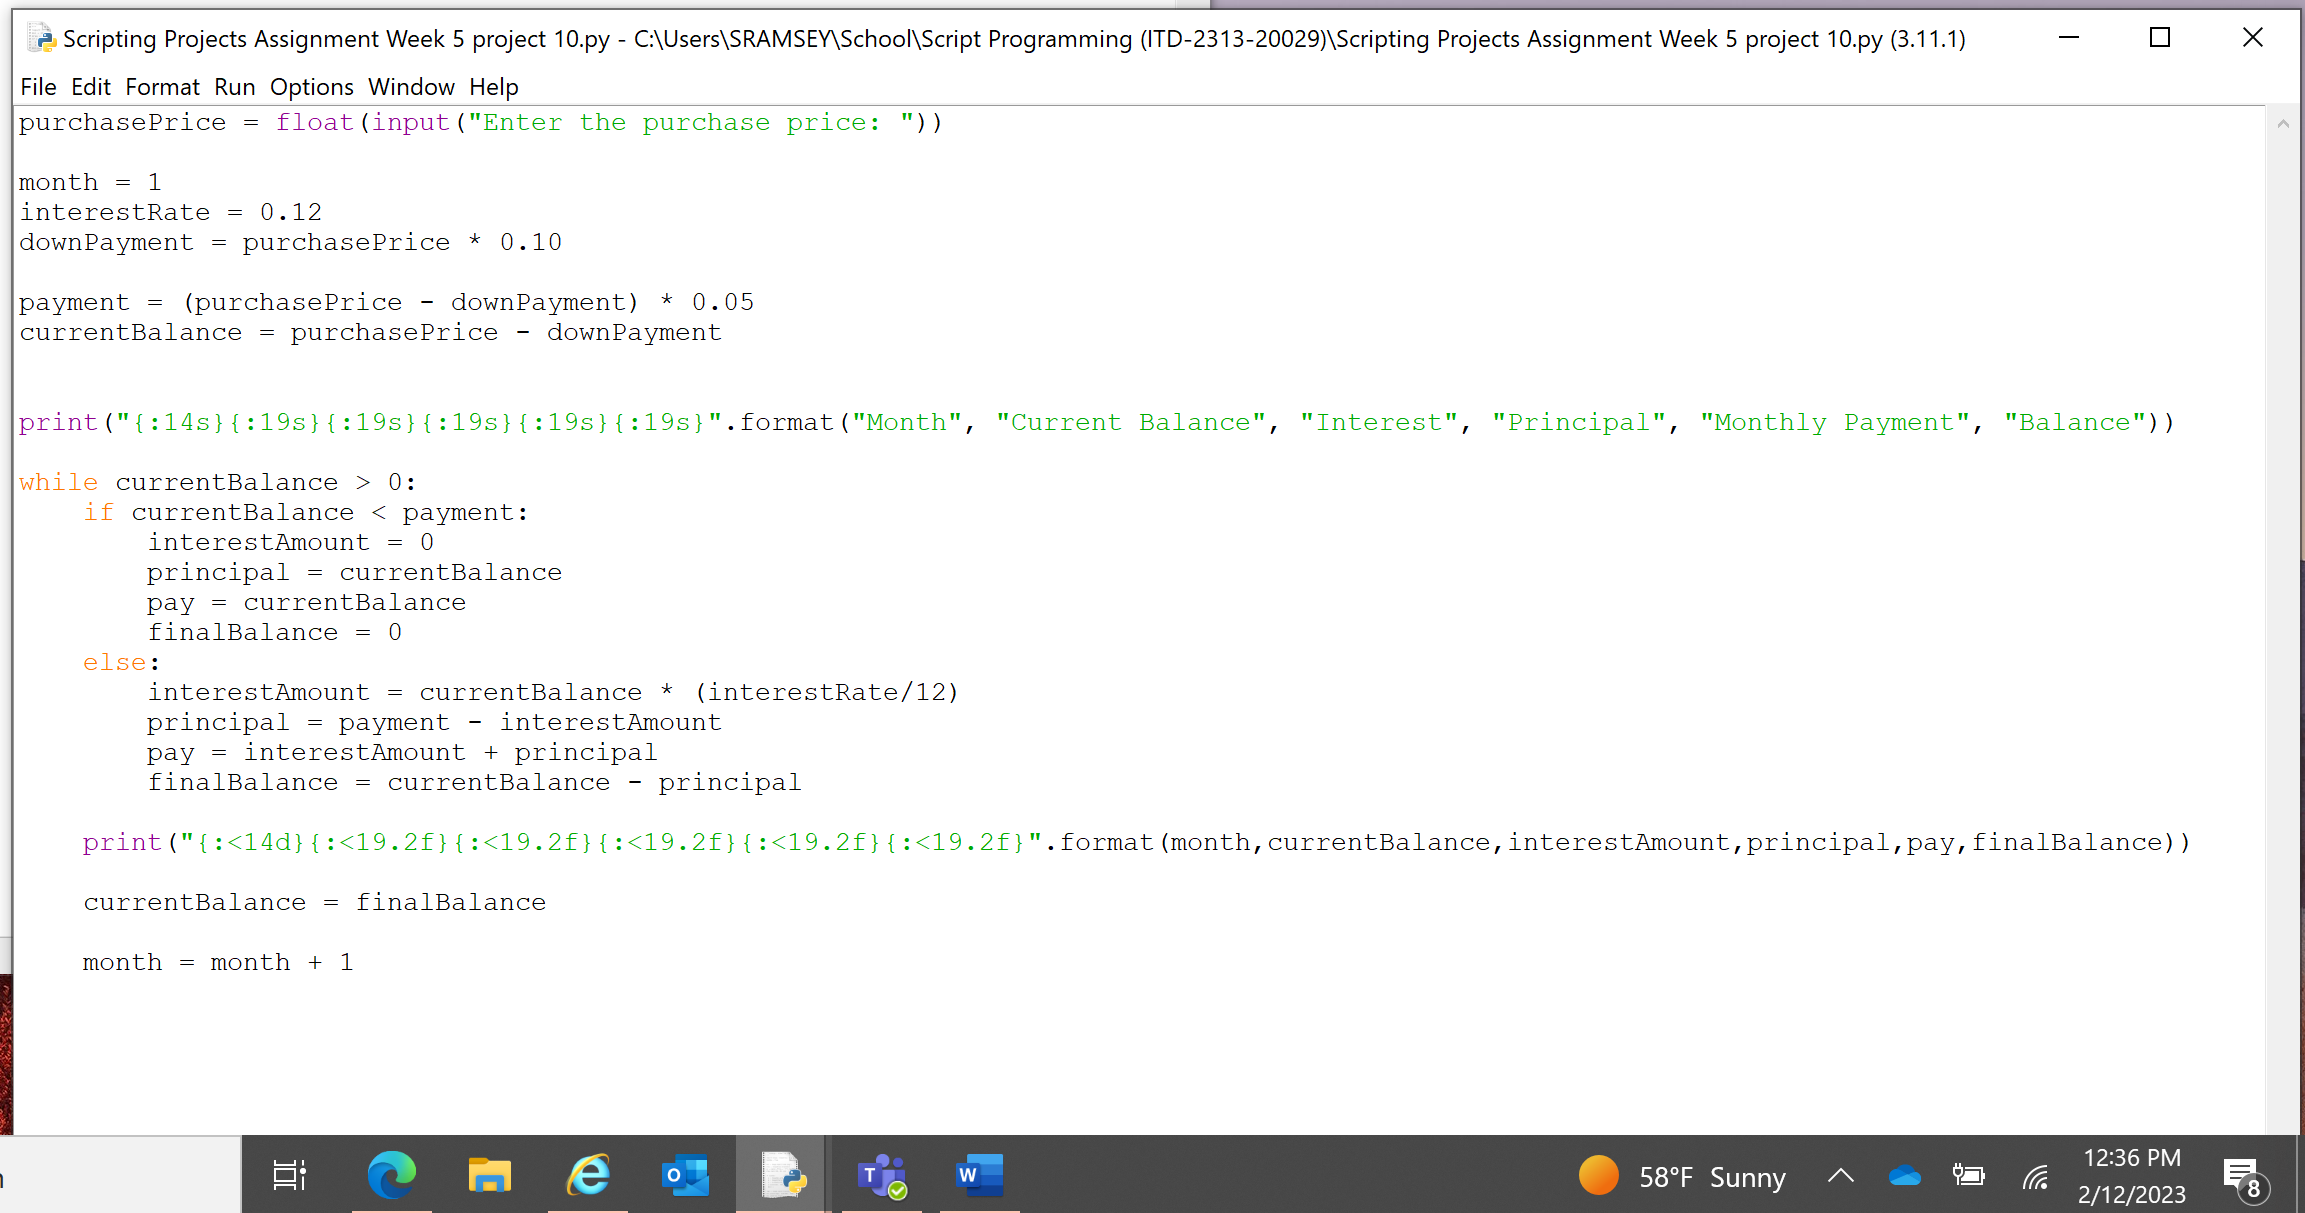 Scripting Projects Assignment Week 5 project 10.py - C:\Users\SRAMSEY\School\Script Programming (ITD-2313-20029)\Scripting Projects Assignment Week 5 project 10.py (3.11.1)
File Edit Format Run Options Window Help
purchasePrice = float(input("Enter the purchase price: "))
month = 1
interestRate = 0.12
downPayment = purchasePrice * 0.10
payment = (purchasePrice - downPayment) * 0.05
currentBalance = purchasePrice - downPayment
print("{:14s}{:19s}{:19s}{:19s}{:19s}{:19s}".format("Month", "Current Balance", "Interest", "Principal", "Monthly Payment", "Balance"))
while currentBalance > 0:
    if currentBalance < payment:
        interestAmount = 0
        principal = currentBalance
        pay = currentBalance
        finalBalance = 0
    else:
        interestAmount = currentBalance * (interestRate/12)
        principal = payment - interestAmount
        pay = interestAmount + principal
        finalBalance = currentBalance - principal
    print("{:<14d}{:<19.2f}{:<19.2f}{:<19.2f}{:<19.2f}{:<19.2f}".format(month,currentBalance,interestAmount,principal,pay,finalBalance))
    currentBalance = finalBalance
    month = month + 1
58°F Sunny
12:36 PM
2/12/2023
8